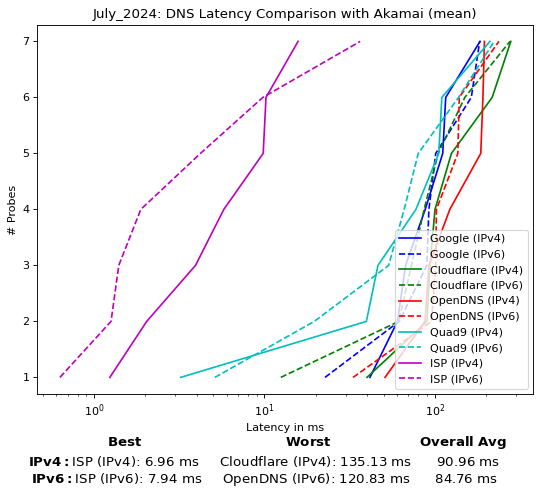 July_2024: DNS Latency Comparison with Akamai (mean)
# Probes
7
6
5
4
3
2
1
Google (IPv4)
Google (IPv6)
Cloudflare (IPv4)
Cloudflare (IPv6)
OpenDNS (IPv4)
OpenDNS (IPv6)
Quad9 (IPv4)
Quad9 (IPv6)
ISP (IPv4)
ISP (IPv6)
10⁰ 10¹ 10²
Latency in ms
Best Worst Overall Avg
IPv4: ISP (IPv4): 6.96 ms Cloudflare (IPv4): 135.13 ms 90.96 ms
IPv6: ISP (IPv6): 7.94 ms OpenDNS (IPv6): 120.83 ms 84.76 ms